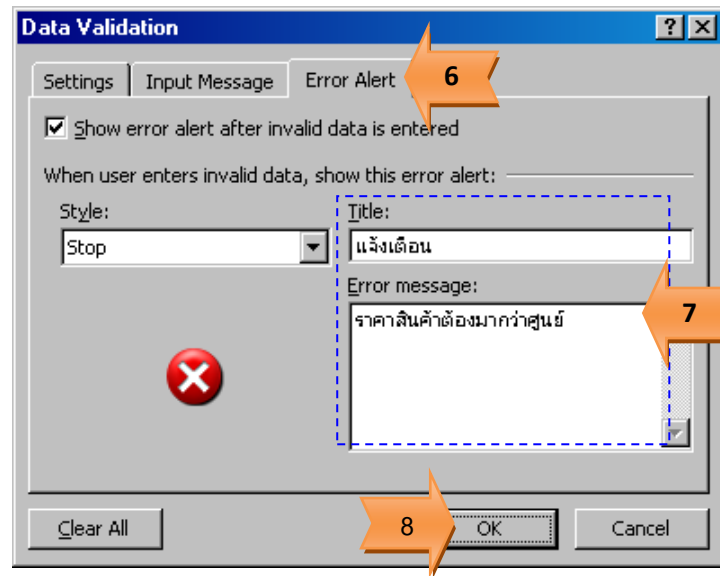 Data Validation
Settings Input Message Error Alert 6
Show error alert after invalid data is entered
When user enters invalid data, show this error alert:
Style: Title:
Stop แจ้งเตือน
Error message:
ราคาสินค้าต้องมากว่าศูนย์ 7
Clear All 8 OK Cancel